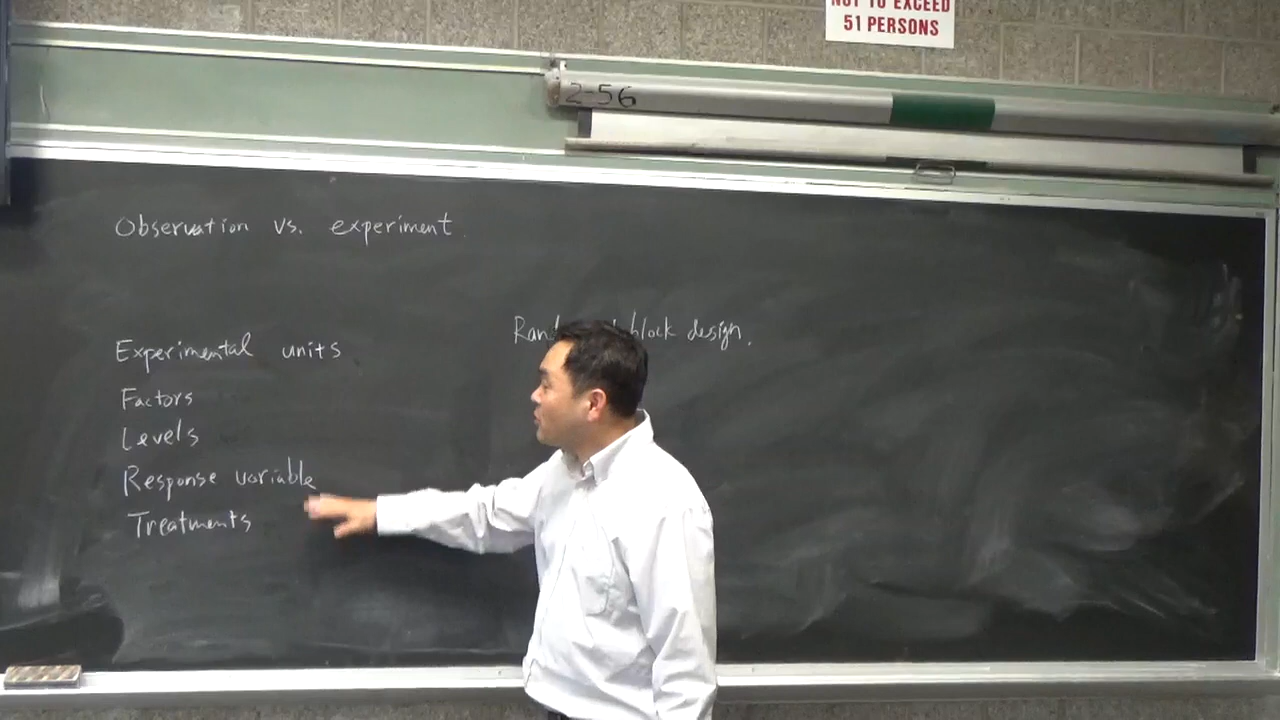 NOT TO EXCEED
51 PERSONS
2-56
Observation vs. experiment
block design.
Experimental units
Factors
Levels
Response variable
Treatments